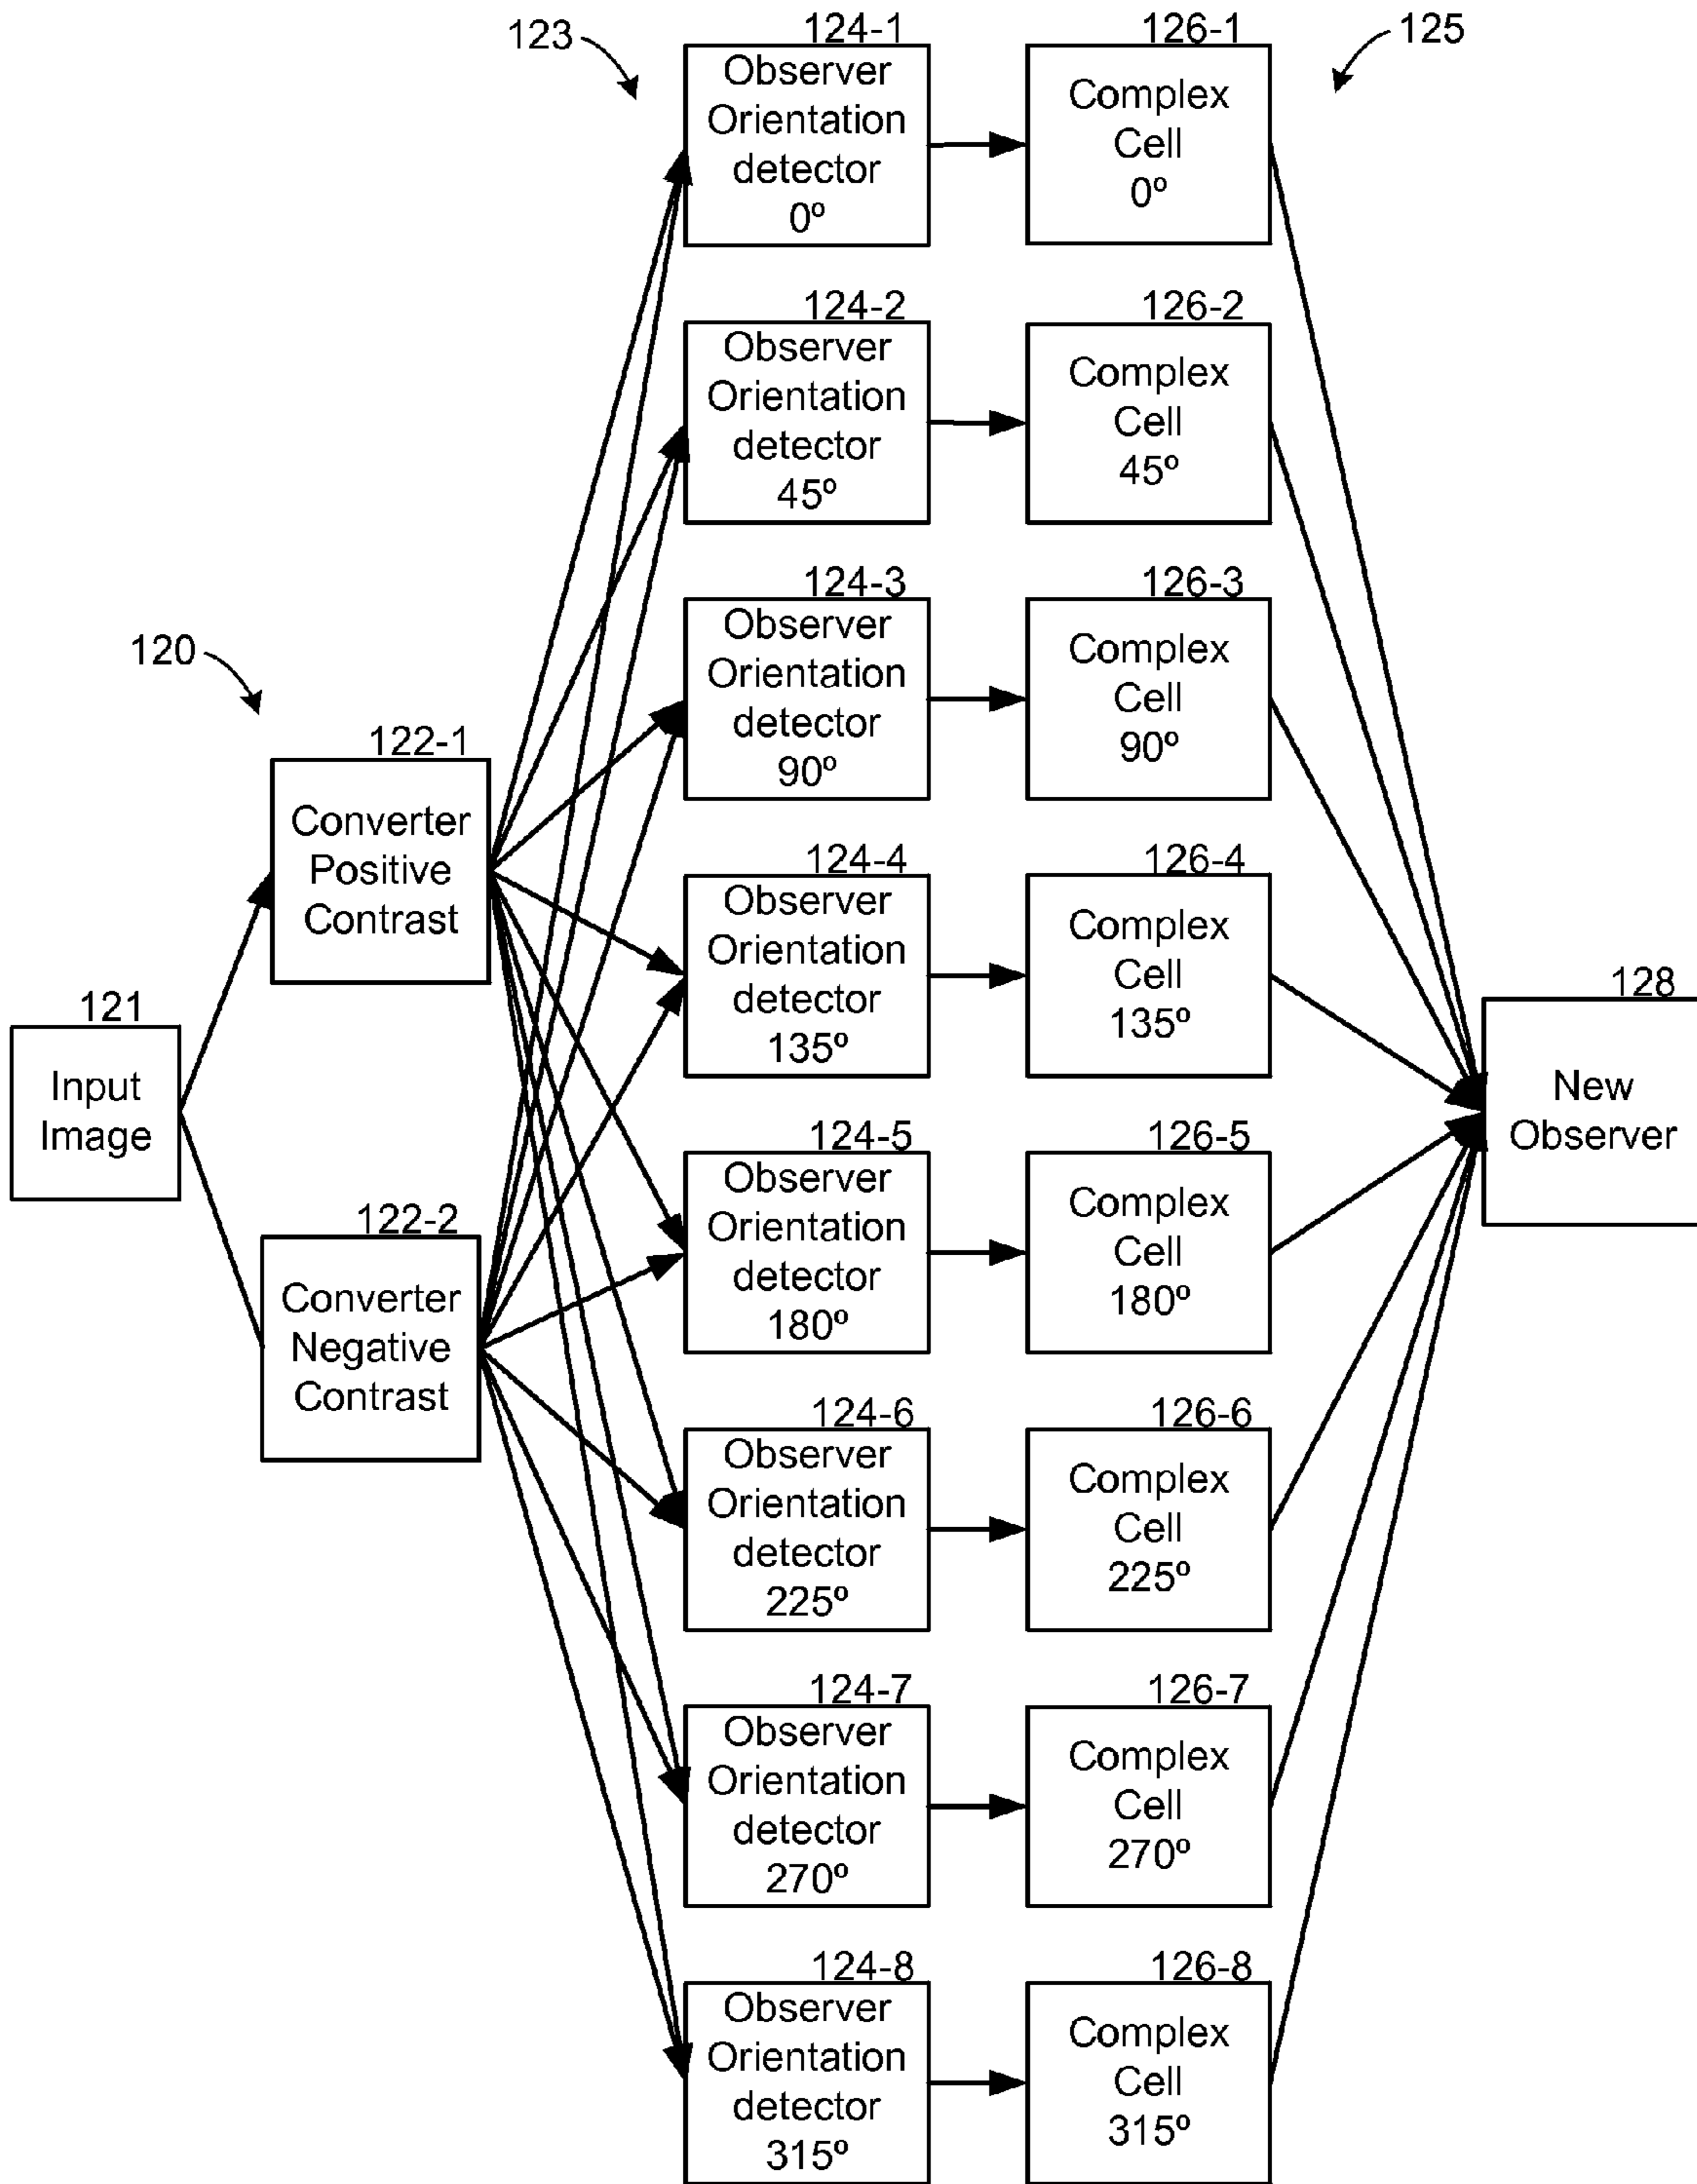 123
124-1
Observer
Orientation
detector
0º
126-1
Complex
Cell
0º
125
124-2
Observer
Orientation
detector
45º
126-2
Complex
Cell
45º
124-3
Observer
Orientation
detector
90º
126-3
Complex
Cell
90º
120
122-1
Converter
Positive
Contrast
124-4
Observer
Orientation
detector
135º
126-4
Complex
Cell
135º
121
Input
Image
128
New
Observer
122-2
Converter
Negative
Contrast
124-5
Observer
Orientation
detector
180º
126-5
Complex
Cell
180º
124-6
Observer
Orientation
detector
225º
126-6
Complex
Cell
225º
124-7
Observer
Orientation
detector
270º
126-7
Complex
Cell
270º
124-8
Observer
Orientation
detector
315º
126-8
Complex
Cell
315º